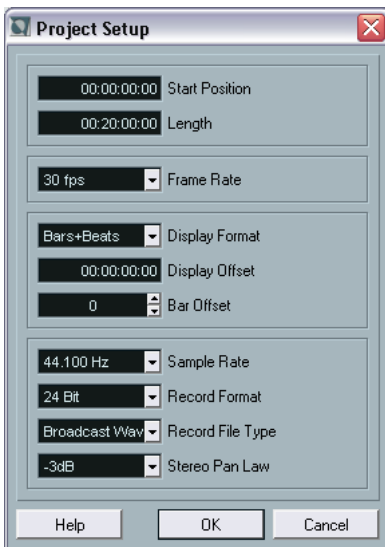 Project Setup
00:00:00:00 Start Position
00:20:00:00 Length
30 fps Frame Rate
Bars+Beats Display Format
00:00:00:00 Display Offset
0 Bar Offset
44.100 Hz Sample Rate
24 Bit Record Format
Broadcast Wav Record File Type
-3dB Stereo Pan Law
Help OK Cancel